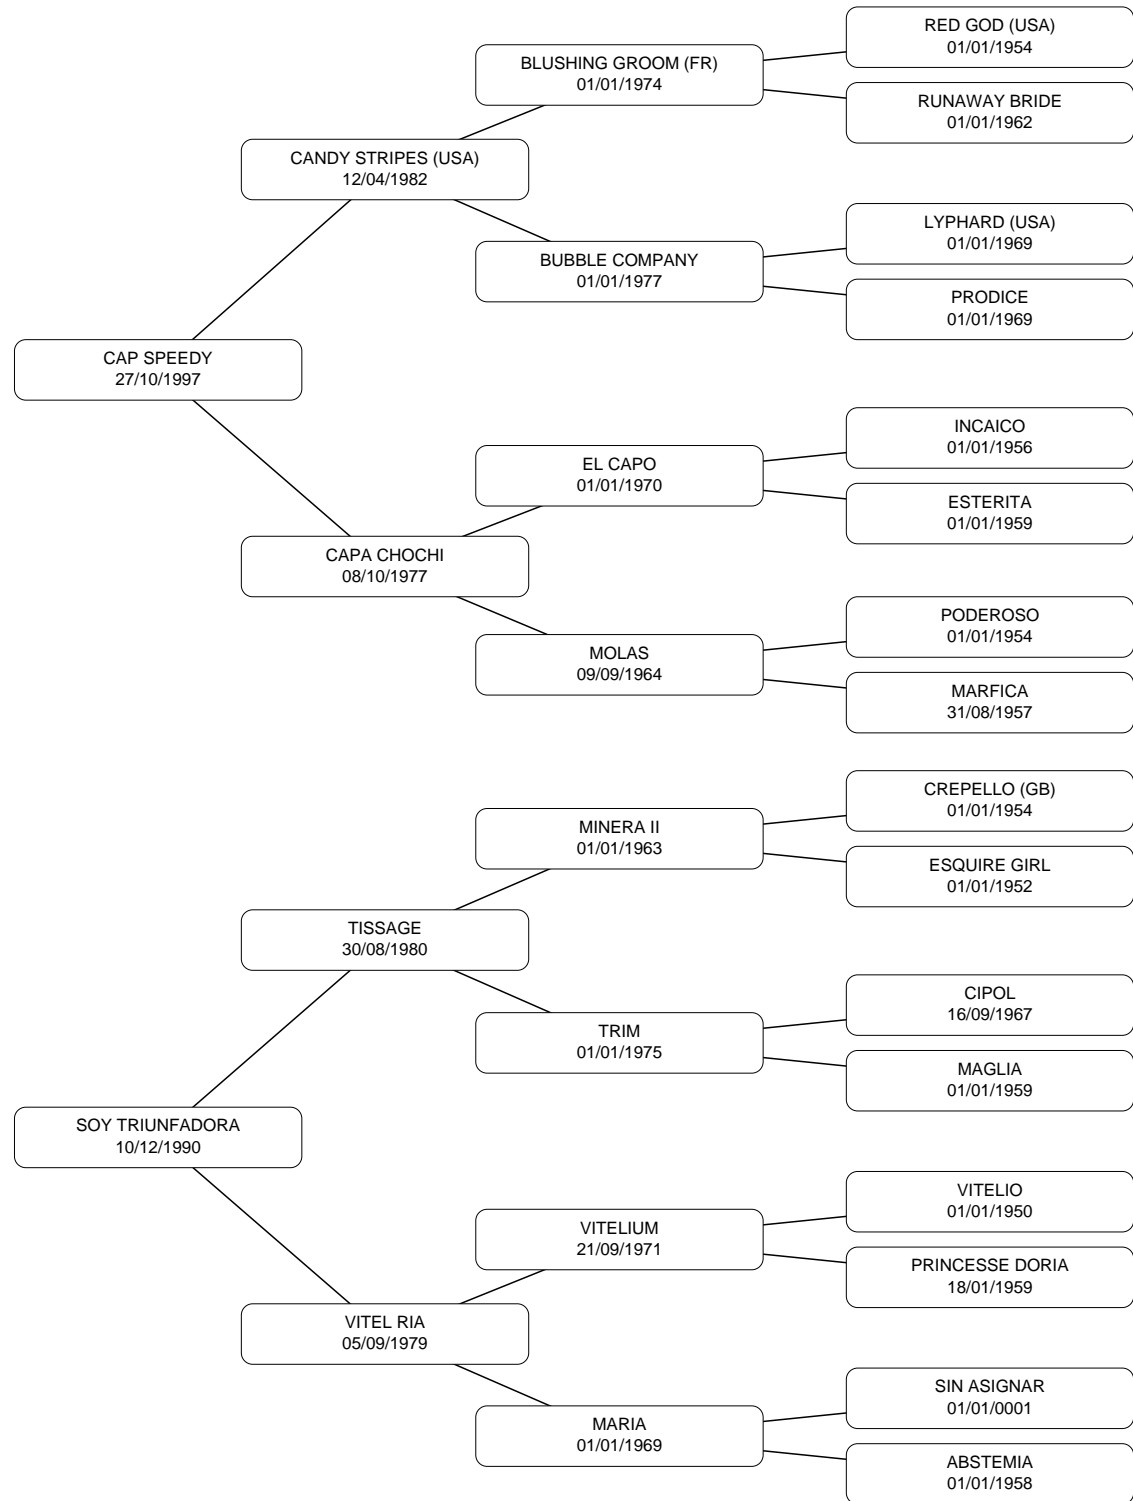 RED GOD (USA)
01/01/1954
BLUSHING GROOM (FR)
01/01/1974
RUNAWAY BRIDE
01/01/1962
CANDY STRIPES (USA)
12/04/1982
LYPHARD (USA)
01/01/1969
BUBBLE COMPANY
01/01/1977
PRODICE
01/01/1969
CAP SPEEDY
27/10/1997
INCAICO
01/01/1956
EL CAPO
01/01/1970
ESTERITA
01/01/1959
CAPA CHOCHI
08/10/1977
PODEROSO
01/01/1954
MOLAS
09/09/1964
MARFICA
31/08/1957
CREPELLO (GB)
01/01/1954
MINERA II
01/01/1963
ESQUIRE GIRL
01/01/1952
TISSAGE
30/08/1980
CIPOL
16/09/1967
TRIM
01/01/1975
MAGLIA
01/01/1959
SOY TRIUNFADORA
10/12/1990
VITELIO
01/01/1950
VITELIUM
21/09/1971
PRINCESSE DORIA
18/01/1959
VITEL RIA
05/09/1979
SIN ASIGNAR
01/01/0001
MARIA
01/01/1969
ABSTEMIA
01/01/1958